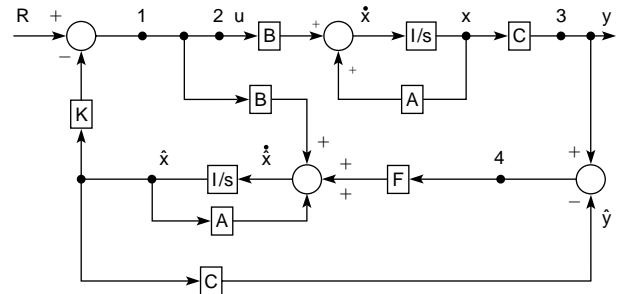 R + 1 2 u B + ẋ I/s x C 3 y
− + A
K B + +
x̂ I/s x̂̇ + F 4
+ −
A ŷ
C